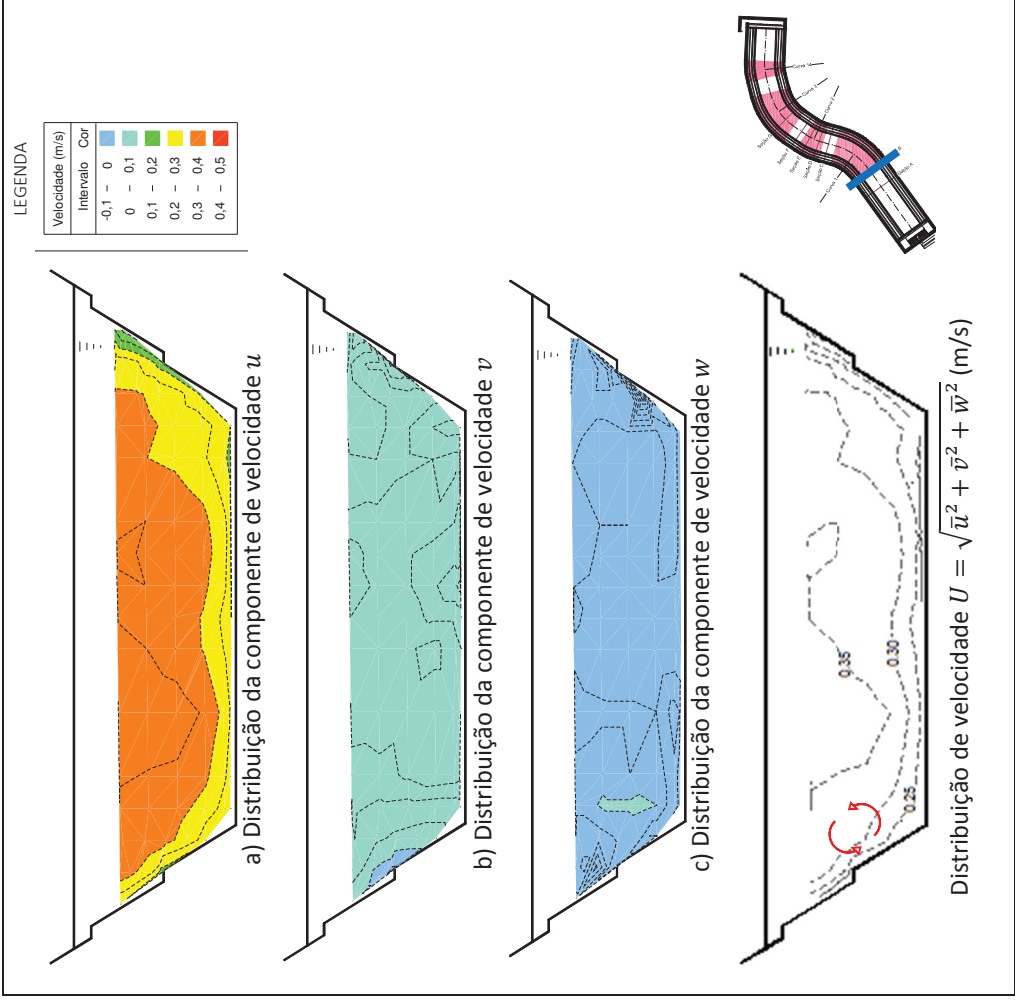 LEGENDA
Velocidade (m/s)
Intervalo Cor
-0,1 – 0
0 – 0,1
0,1 – 0,2
0,2 – 0,3
0,3 – 0,4
0,4 – 0,5
a) Distribuição da componente de velocidade u
b) Distribuição da componente de velocidade v
c) Distribuição da componente de velocidade w
0.35
0.30
0.25
Distribuição de velocidade U = √u̅² + v̅² + w̅² (m/s)
Seção A